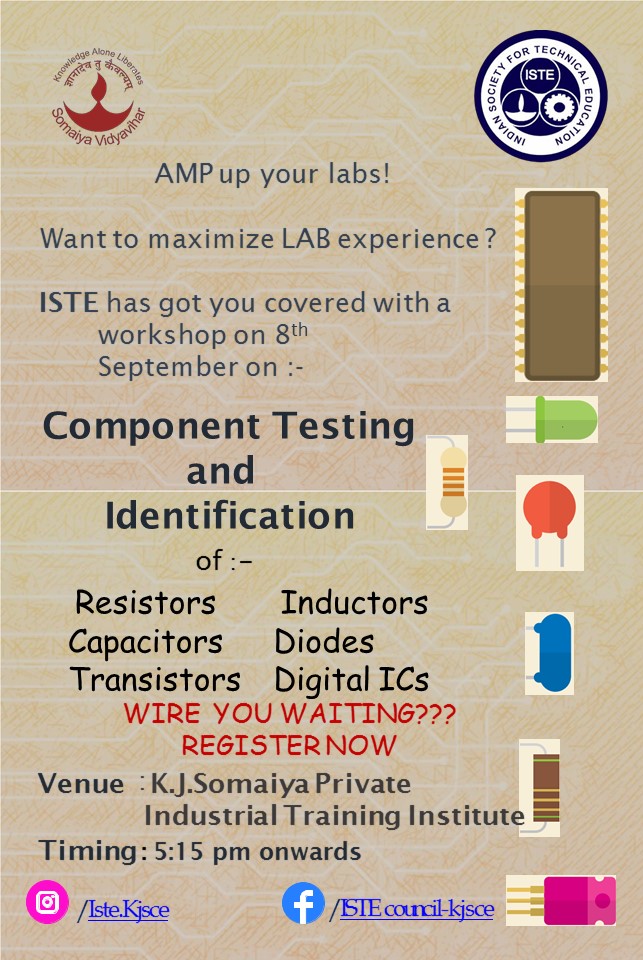 Knowledge Alone Liberates
ज्ञानादेव तु कैवल्यम्
Somaiya Vidyavihar
INDIAN SOCIETY FOR TECHNICAL EDUCATION
ISTE
AMP up your labs!
Want to maximize LAB experience?
ISTE has got you covered with a
workshop on 8th
September on :-
Component Testing
and
Identification
of :-
Resistors Inductors
Capacitors Diodes
Transistors Digital ICs
WIRE YOU WAITING???
REGISTER NOW
Venue : K.J.Somaiya Private
Industrial Training Institute
Timing: 5:15 pm onwards
/Iste.Kjsce /ISTE council-kjsce